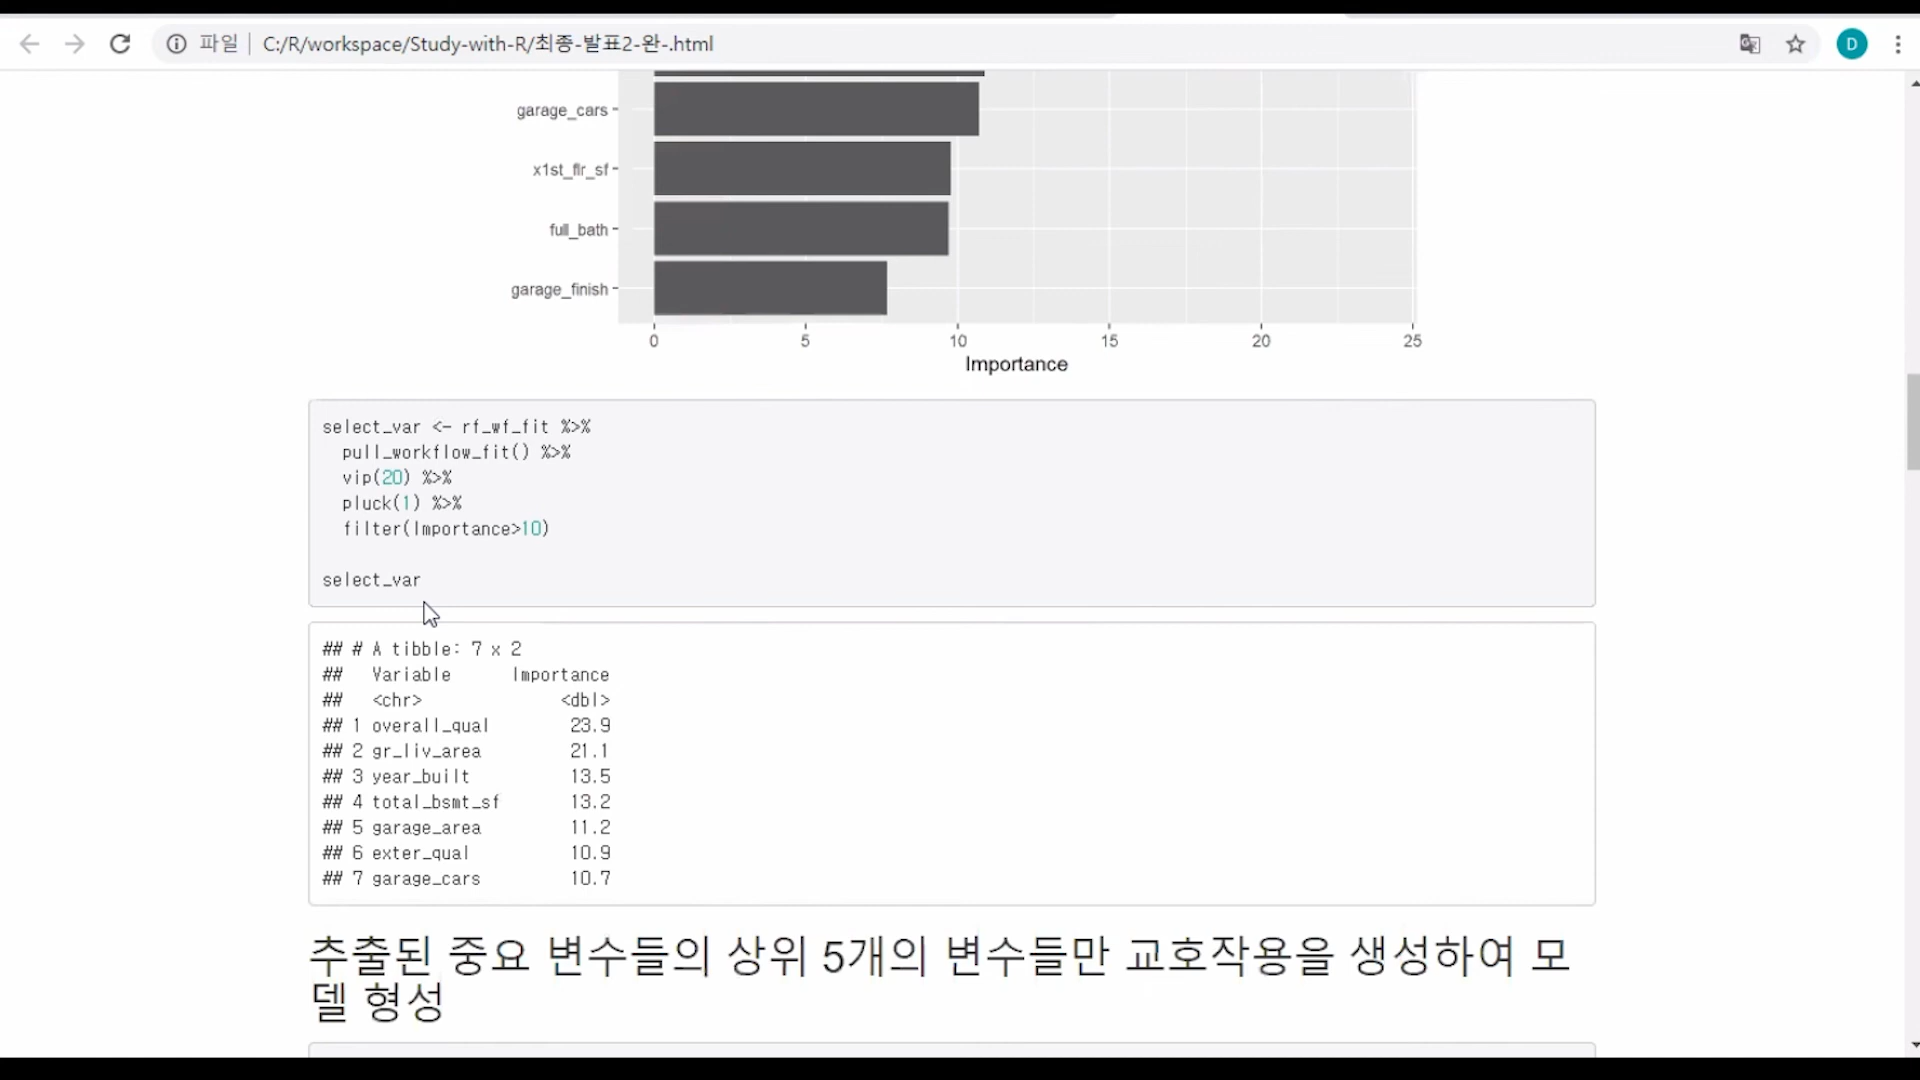 파일 C:/R/workspace/Study-with-R/최종-발표2-완-.html
D
garage_cars
x1st_flr_sf
full_bath
garage_finish
0 5 10 15 20 25
Importance
select_var <- rf_wf_fit %>%
pull_workflow_fit() %>%
vip(20) %>%
pluck(1) %>%
filter(Importance>10)
select_var
## # A tibble: 7 x 2
## Variable Importance
## <chr> <dbl>
## 1 overall_qual 23.9
## 2 gr_liv_area 21.1
## 3 year_built 13.5
## 4 total_bsmt_sf 13.2
## 5 garage_area 11.2
## 6 exter_qual 10.9
## 7 garage_cars 10.7
추출된 중요 변수들의 상위 5개의 변수들만 교호작용을 생성하여 모
델 형성